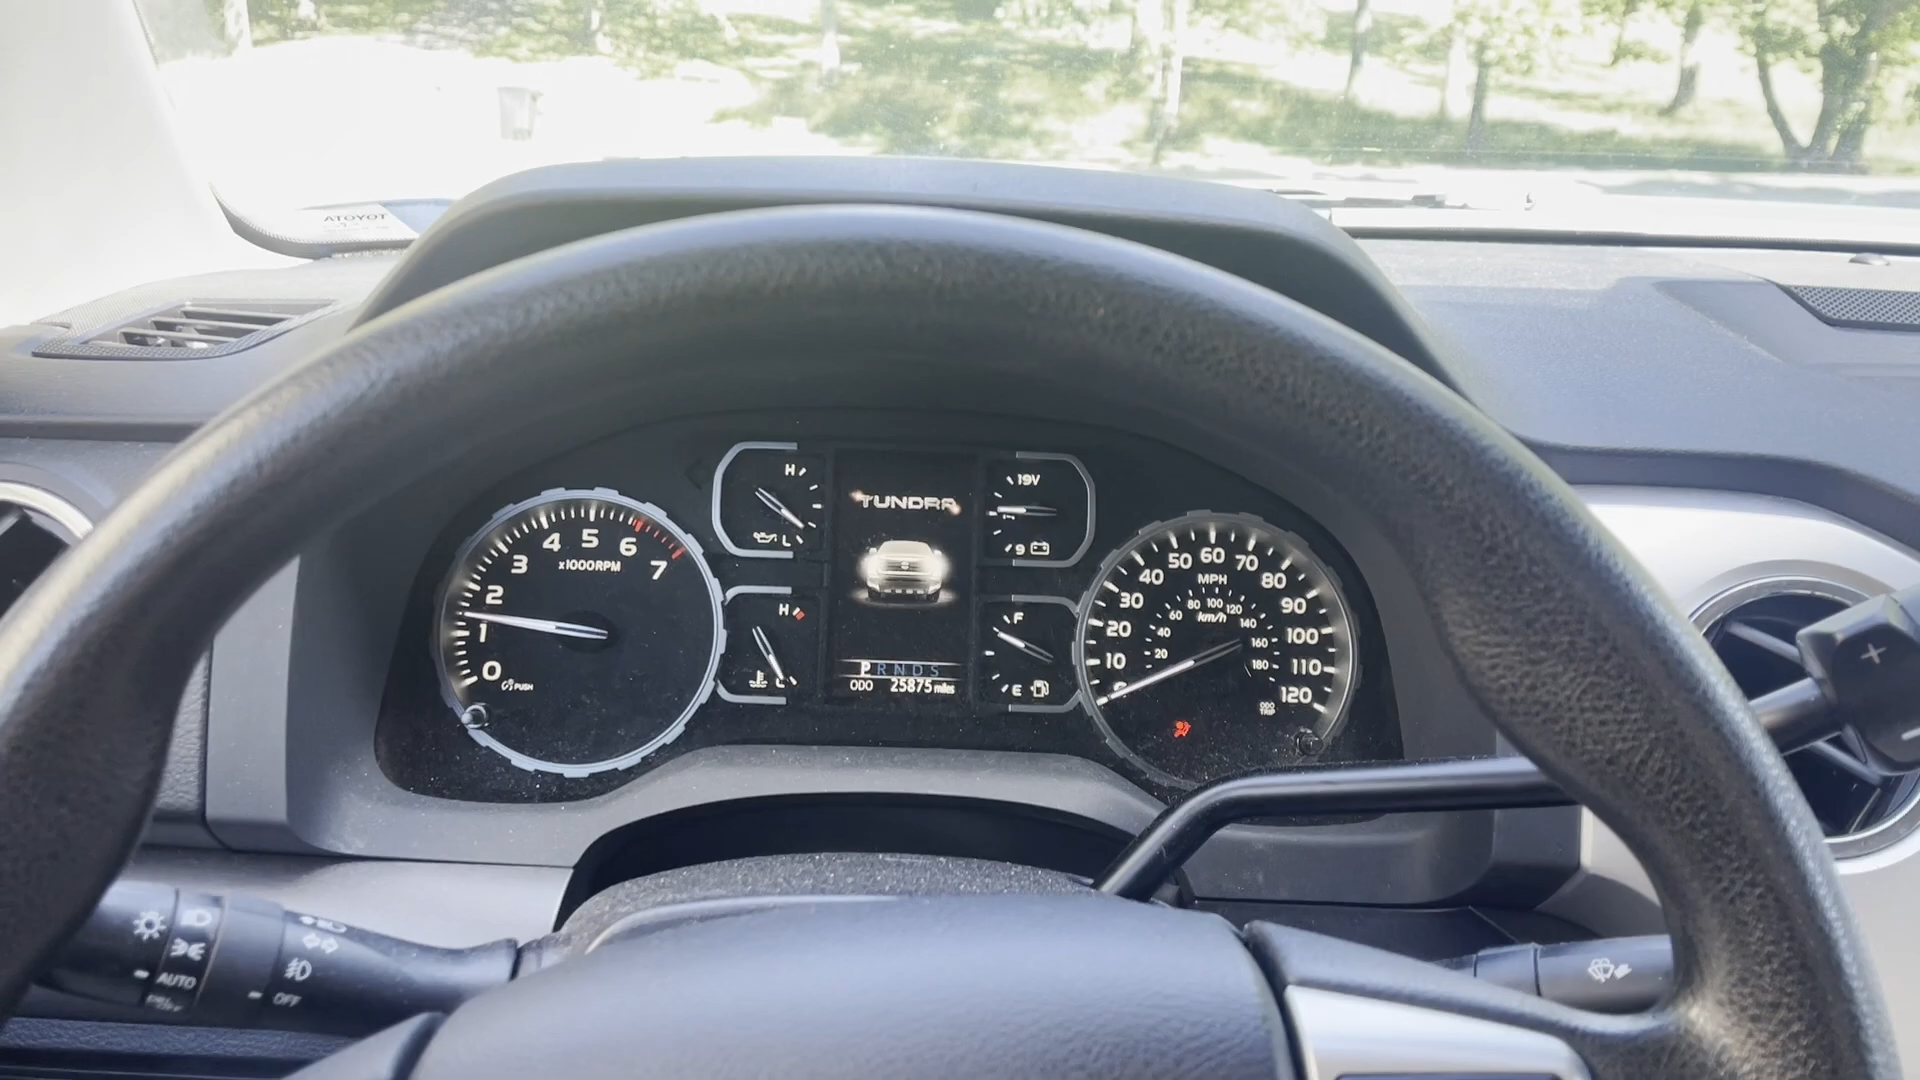 ATOYOT
H
L
TUNDRA
19V
9
0
1
2
3
4
5
6
7
x1000RPM
PUSH
H
P R N D S
ODO 25875 miles
F
E
10
20
30
40
50
60
70
80
90
100
110
120
MPH
20
40
60
80
100
120
140
160
180
km/h
ODO
TRIP
AUTO
OFF
+